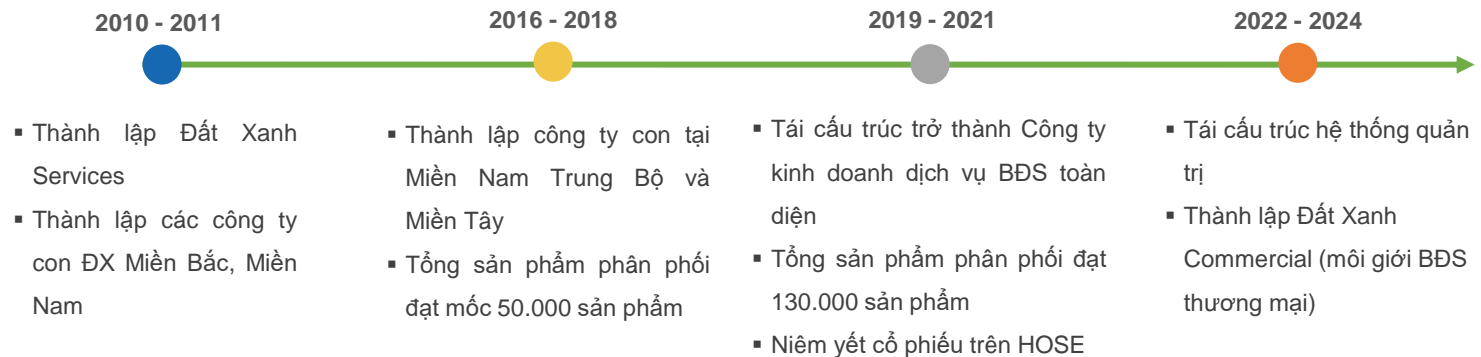 2010 - 2011
▪ Thành lập Đất Xanh
Services
▪ Thành lập các công ty
con ĐX Miền Bắc, Miền
Nam
2016 - 2018
▪ Thành lập công ty con tại
Miền Nam Trung Bộ và
Miền Tây
▪ Tổng sản phẩm phân phối
đạt mốc 50.000 sản phẩm
2019 - 2021
▪ Tái cấu trúc trở thành Công ty
kinh doanh dịch vụ BĐS toàn
diện
▪ Tổng sản phẩm phân phối đạt
130.000 sản phẩm
▪ Niêm yết cổ phiếu trên HOSE
2022 - 2024
▪ Tái cấu trúc hệ thống quản
trị
▪ Thành lập Đất Xanh
Commercial (môi giới BĐS
thương mại)